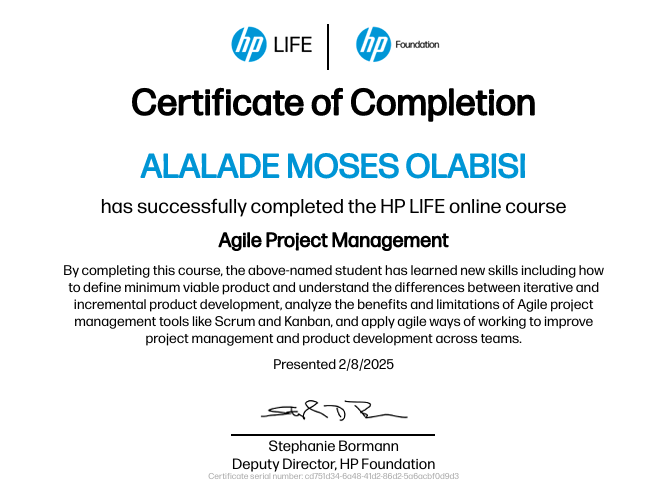 hp LIFE hp Foundation
Certificate of Completion
ALALADE MOSES OLABISI
has successfully completed the HP LIFE online course
Agile Project Management
By completing this course, the above-named student has learned new skills including how
to define minimum viable product and understand the differences between iterative and
incremental product development, analyze the benefits and limitations of Agile project
management tools like Scrum and Kanban, and apply agile ways of working to improve
project management and product development across teams.
Presented 2/8/2025
Stephanie Bormann
Deputy Director, HP Foundation
Certificate serial number: cd751d34-6a48-41d2-86d2-5a6acbf0d9d3